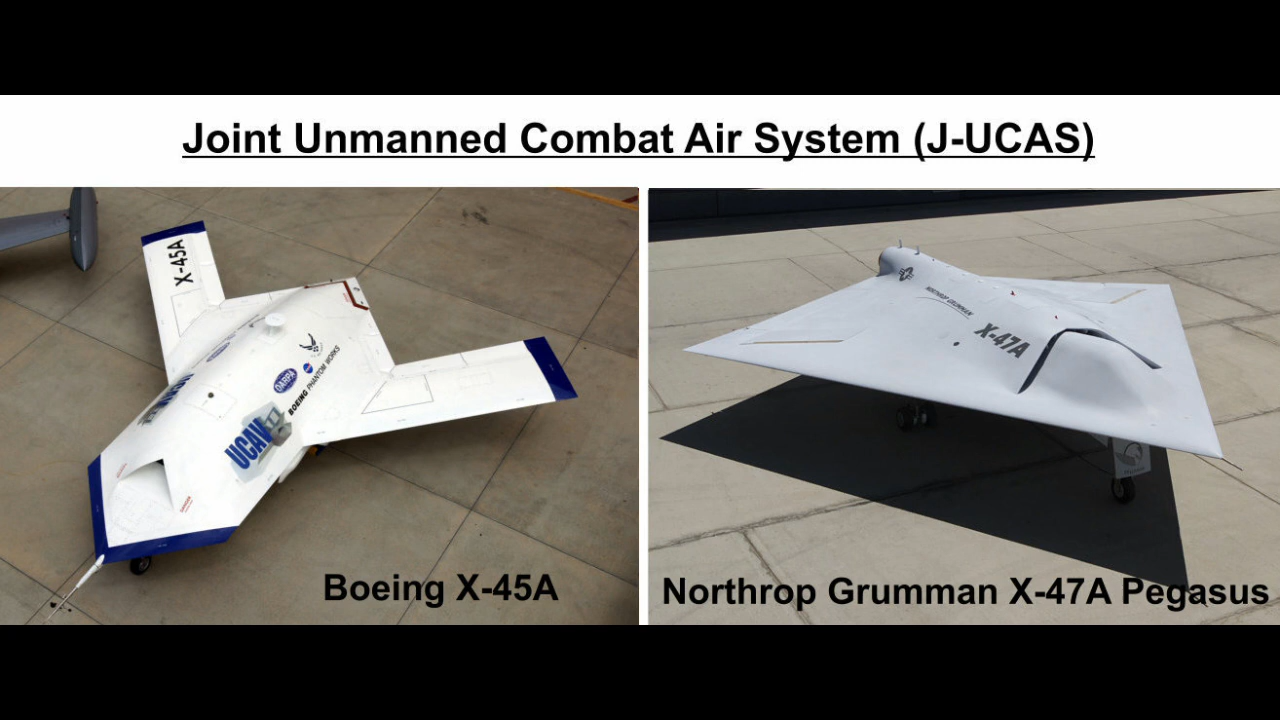 Joint Unmanned Combat Air System (J-UCAS)
X-45A
DARPA
BOEING PHANTOM WORKS
UCAV
Boeing X-45A
NORTHROP GRUMMAN
X-47A
Northrop Grumman X-47A Pegasus